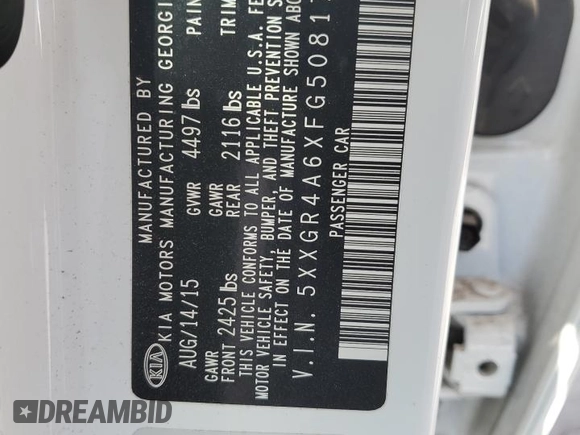 MANUFACTURED BY
KIA KIA MOTORS MANUFACTURING GEORGI
AUG/14/15 GVWR 4497 lbs PAIN
GAWR GAWR
FRONT 2425 lbs REAR 2116 lbs TRIM
THIS VEHICLE CONFORMS TO ALL APPLICABLE U.S.A. FE
MOTOR VEHICLE SAFETY, BUMPER, AND THEFT PREVENTION S
IN EFFECT ON THE DATE OF MANUFACTURE SHOWN ABO
V.I.N. 5XXGR4A6XFG5081
PASSENGER CAR
DREAMBID